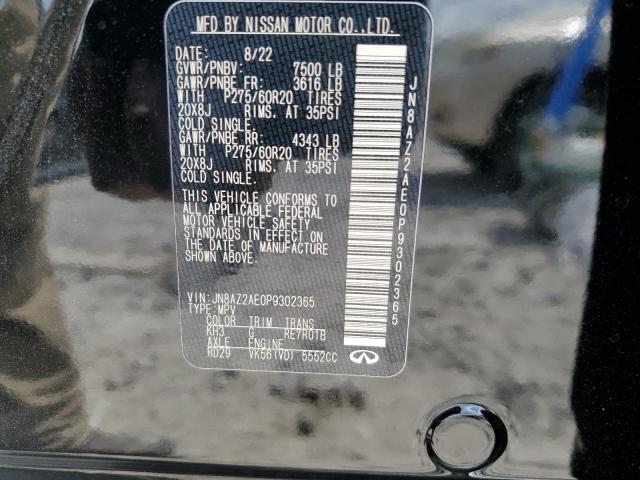 MFD BY NISSAN MOTOR CO.,LTD.
DATE: 8/22
GVWR/PNBV: 7500 LB
GAWR/PNBE FR: 3616 LB
WITH P275/60R20 TIRES
20X8J RIMS. AT 35PSI
COLD SINGLE.
GAWR/PNBE RR: 4343 LB
WITH P275/60R20 TIRES
20X8J RIMS. AT 35PSI
COLD SINGLE.
THIS VEHICLE CONFORMS TO
ALL APPLICABLE FEDERAL
MOTOR VEHICLE SAFETY
STANDARDS IN EFFECT ON
THE DATE OF MANUFACTURE
SHOWN ABOVE.
VIN:JN8AZ2AE0P9302365
TYPE:MPV
COLOR TRIM TRANS
KH3 G RE7R01B
AXLE ENGINE
RD29 VK56(VD) 5552CC
JN8AZ2AE0P9302365